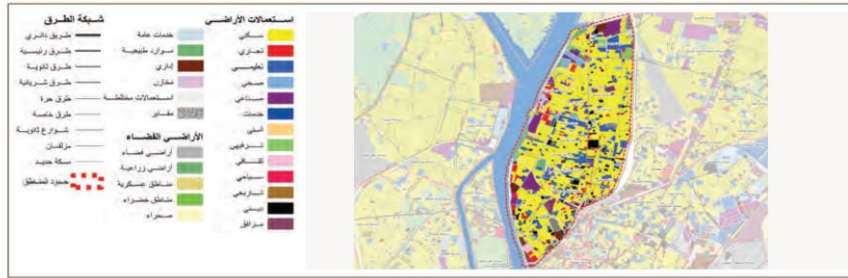 استعمالات الأراضي
سكني
تجاري
تعليمي
صحي
صناعي
خدمات
أمني
ترفيهي
ثقافي
سياحي
تاريخي
ديني
مرافق
خدمات عامة
موارد طبيعية
إداري
مخازن
استعمالات مختلطة
مقابر
الأراضي الفضاء
أراضي فضاء
أراضي زراعية
مناطق عسكرية
مناطق خضراء
صحراء
شبكة الطرق
طريق دائري
طرق رئيسية
طرق ثانوية
طرق شريانية
طرق حرة
طرق خاصة
شوارع ثانوية
مزلقان
سكة حديد
حدود المناطق